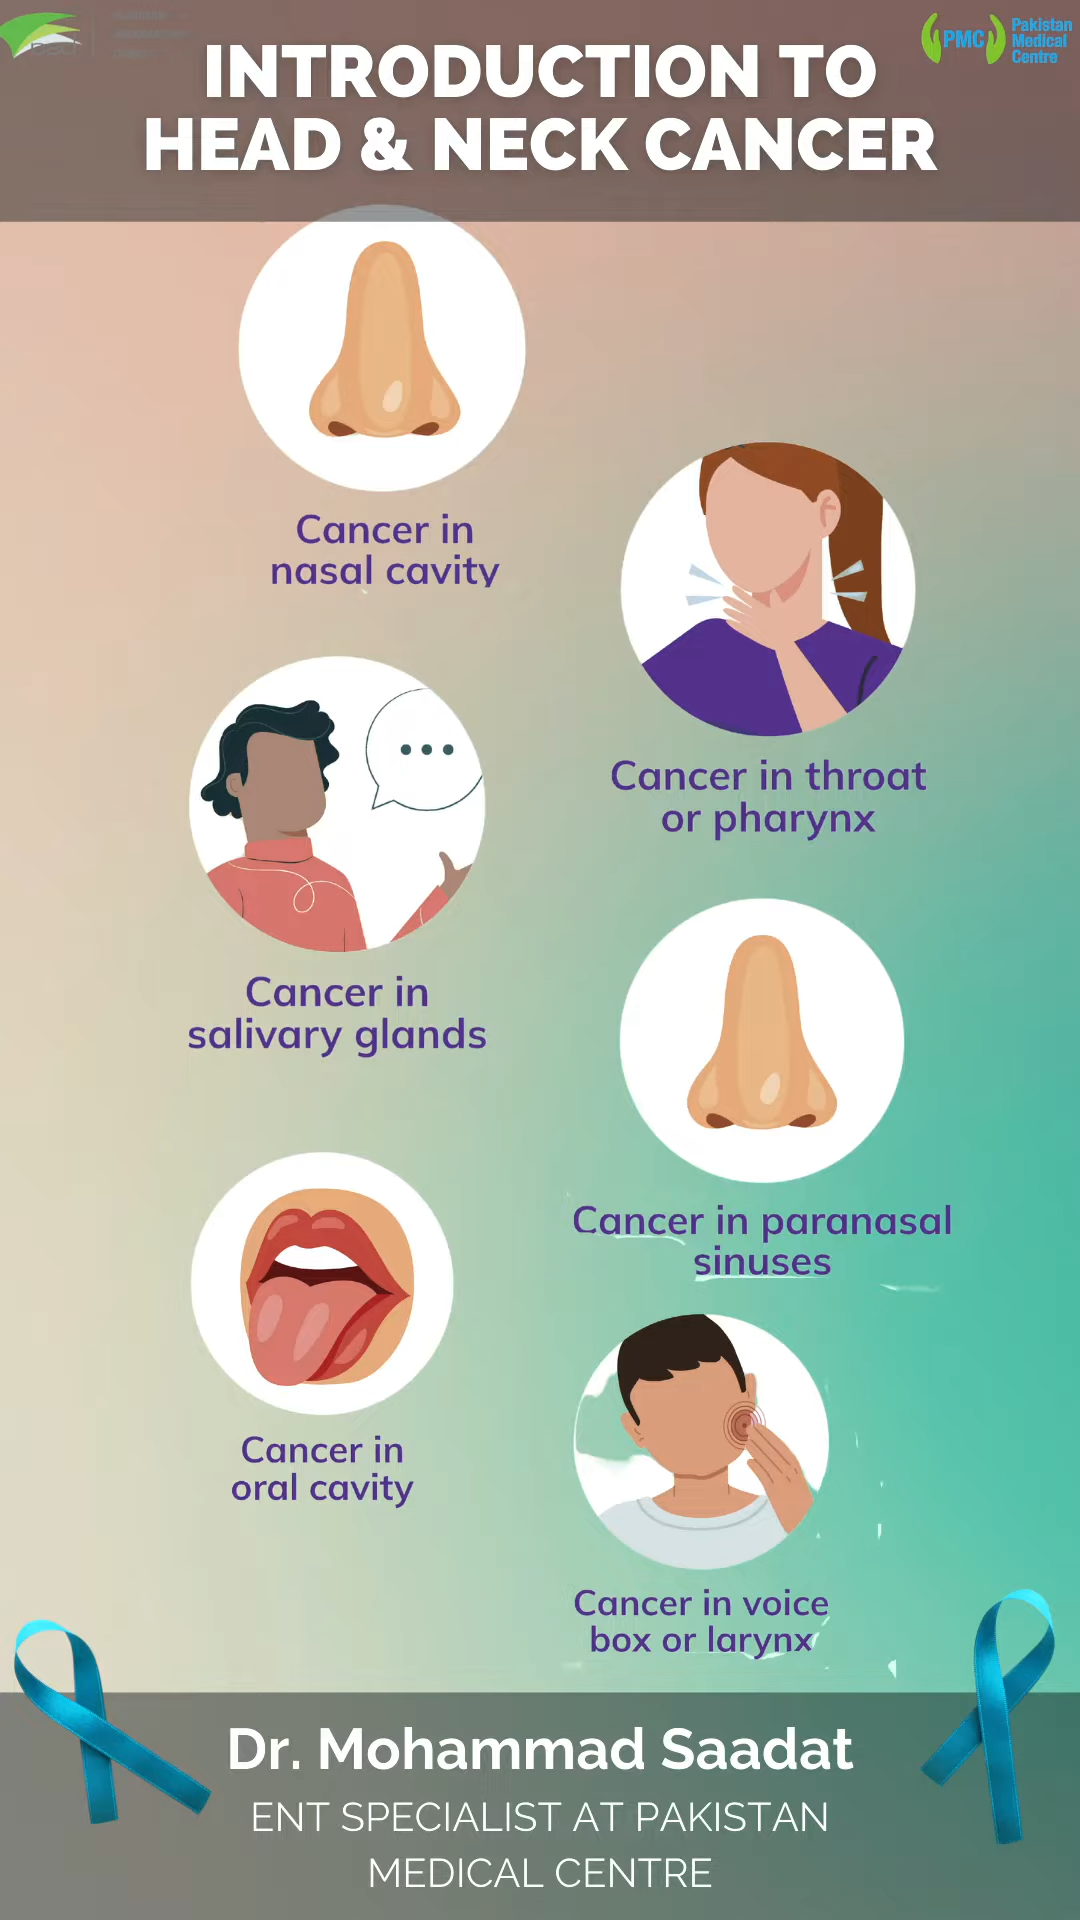 INTRODUCTION TO
HEAD & NECK CANCER
PMC
Pakistan
Medical
Centre
Cancer in
nasal cavity
Cancer in throat
or pharynx
Cancer in
salivary glands
Cancer in paranasal
sinuses
Cancer in
oral cavity
Cancer in voice
box or larynx
Dr. Mohammad Saadat
ENT SPECIALIST AT PAKISTAN
MEDICAL CENTRE